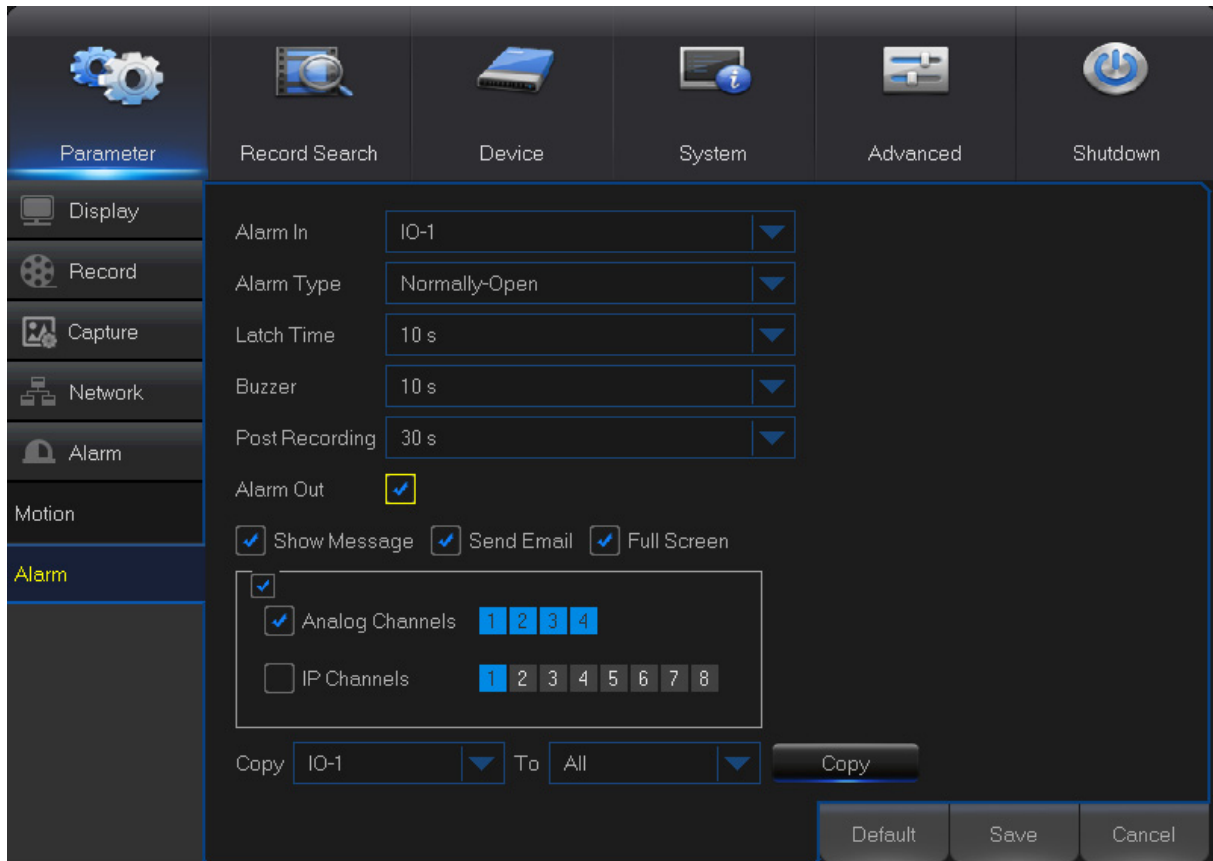 Parameter Record Search Device System Advanced Shutdown
Display
Record
Capture
Network
Alarm
Motion
Alarm
Alarm In IO-1
Alarm Type Normally-Open
Latch Time 10 s
Buzzer 10 s
Post Recording 30 s
Alarm Out
Show Message Send Email Full Screen
Analog Channels 1 2 3 4
IP Channels 1 2 3 4 5 6 7 8
Copy IO-1 To All Copy
Default Save Cancel